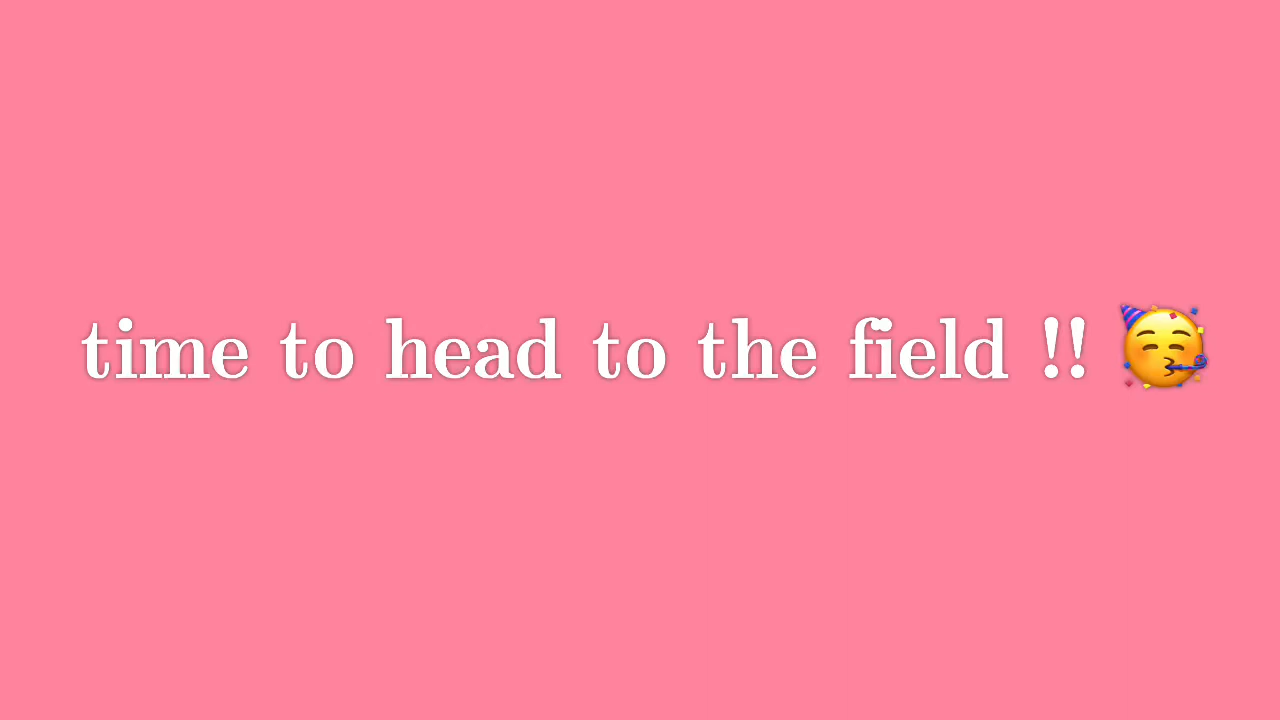 time to head to the field !! 🥳